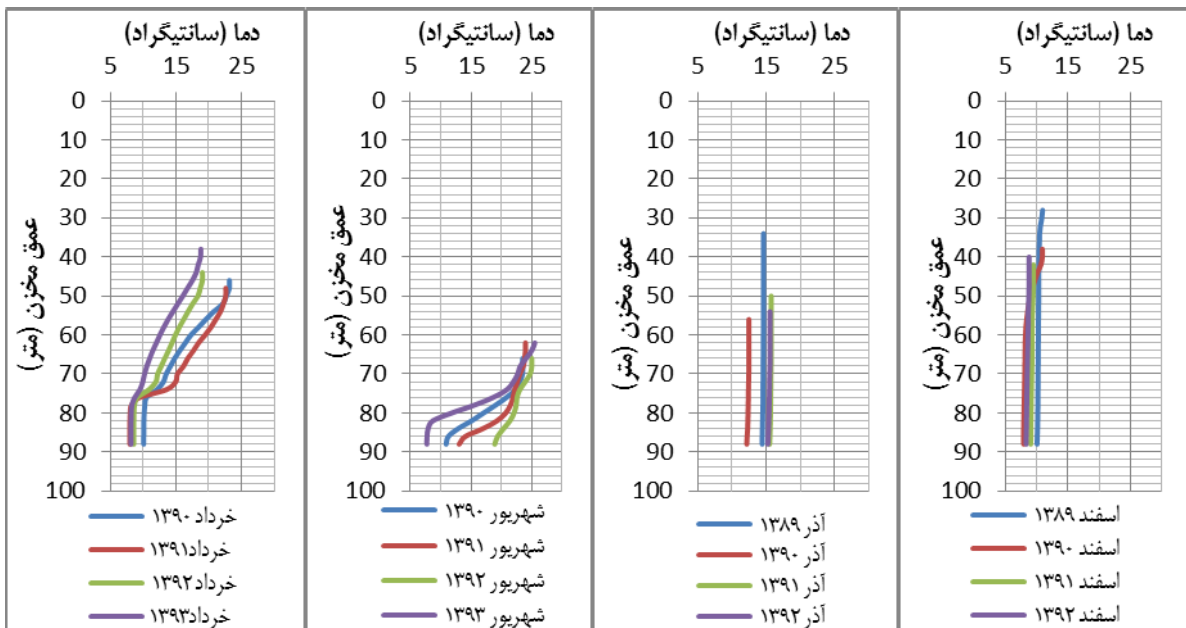 دما (سانتیگراد)
5 15 25
0
10
20
30
40
50
60
70
80
90
100
عمق مخزن (متر)
خرداد ۱۳۹۰
خرداد۱۳۹۱
خرداد۱۳۹۲
خرداد۱۳۹۳
دما (سانتیگراد)
5 15 25
0
10
20
30
40
50
60
70
80
90
100
عمق مخزن (متر)
شهریور ۱۳۹۰
شهریور ۱۳۹۱
شهریور ۱۳۹۲
شهریور ۱۳۹۳
دما (سانتیگراد)
5 15 25
0
10
20
30
40
50
60
70
80
90
100
عمق مخزن (متر)
آذر ۱۳۸۹
آذر ۱۳۹۰
آذر ۱۳۹۱
آذر ۱۳۹۲
دما (سانتیگراد)
5 15 25
0
10
20
30
40
50
60
70
80
90
100
عمق مخزن (متر)
اسفند ۱۳۸۹
اسفند ۱۳۹۰
اسفند ۱۳۹۱
اسفند ۱۳۹۲